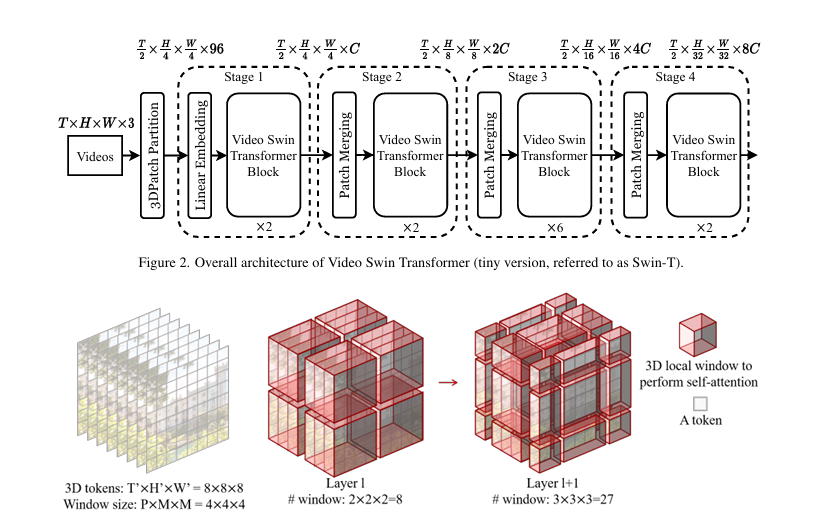 T/2×H/4×W/4×96
T/2×H/4×W/4×C
T/2×H/8×W/8×2C
T/2×H/16×W/16×4C
T/2×H/32×W/32×8C
Stage 1
Stage 2
Stage 3
Stage 4
T×H×W×3
Videos
3DPatch Partition
Linear Embedding
Video Swin
Transformer
Block
×2
Patch Merging
Video Swin
Transformer
Block
×2
Patch Merging
Video Swin
Transformer
Block
×6
Patch Merging
Video Swin
Transformer
Block
×2
Figure 2. Overall architecture of Video Swin Transformer (tiny version, referred to as Swin-T).
3D local window to
perform self-attention
A token
3D tokens: T'×H'×W' = 8×8×8
Window size: P×M×M = 4×4×4
Layer l
# window: 2×2×2=8
Layer l+1
# window: 3×3×3=27